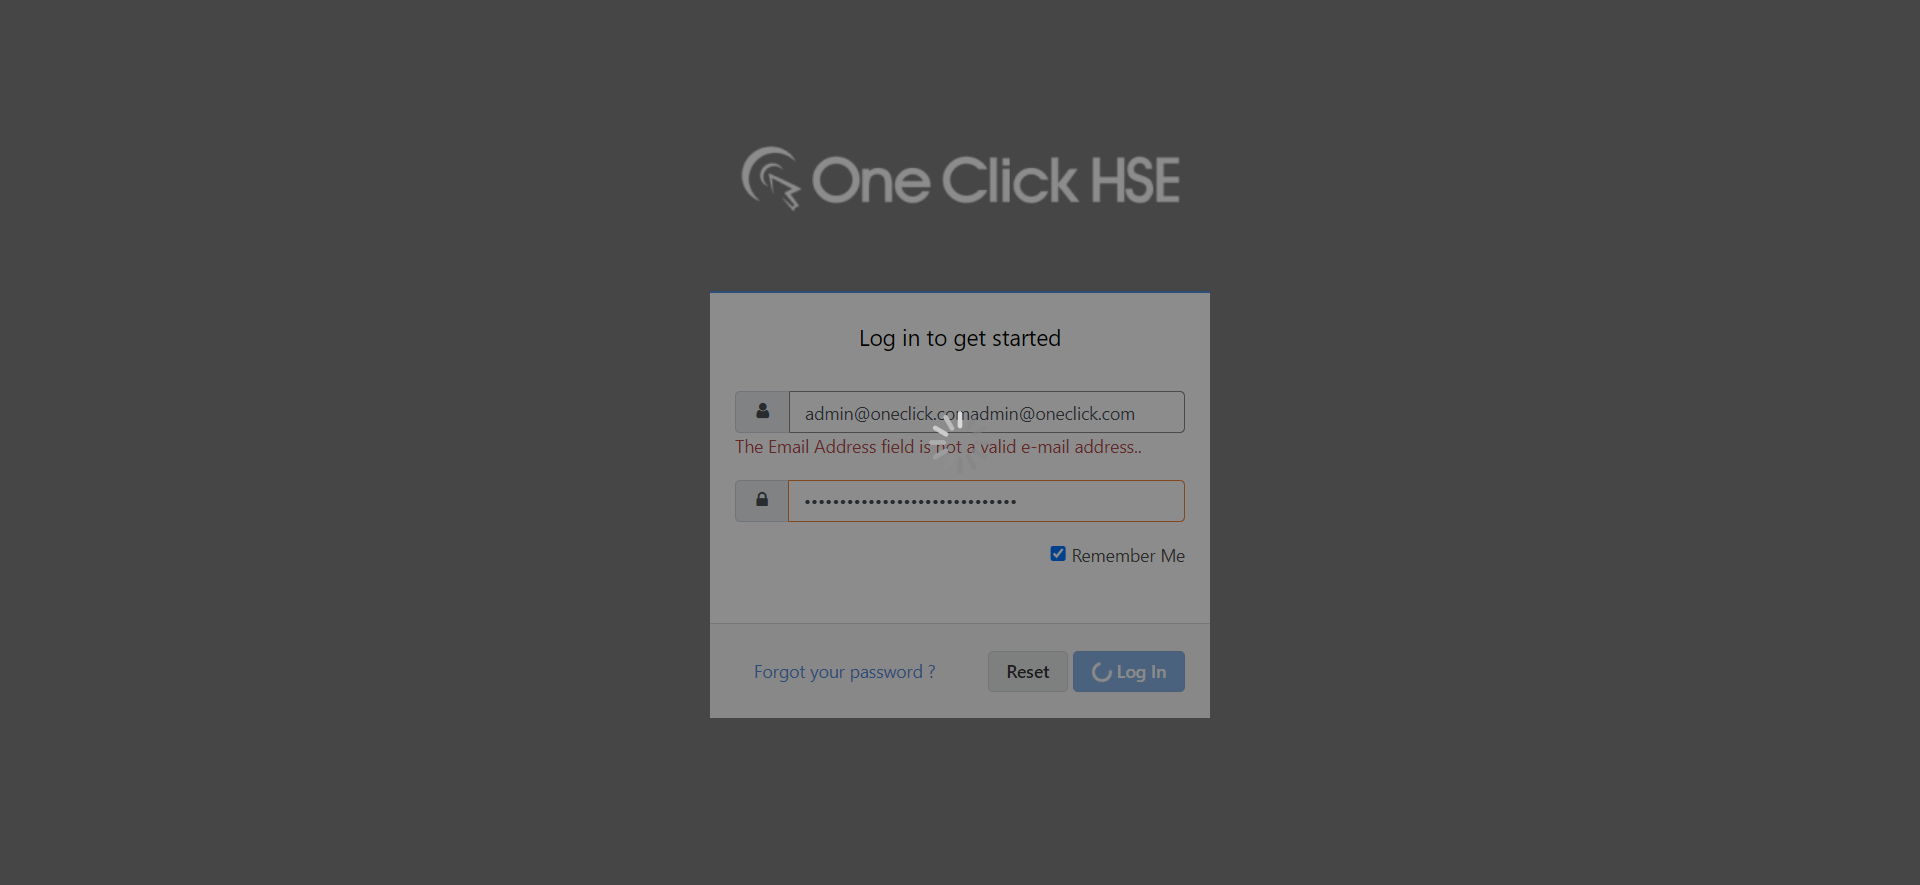 One Click HSE
Log in to get started
admin@oneclick.comadmin@oneclick.com
The Email Address field is not a valid e-mail address..
••••••••••••••••••••••••••••••
Remember Me
Forgot your password ?
Reset
Log In